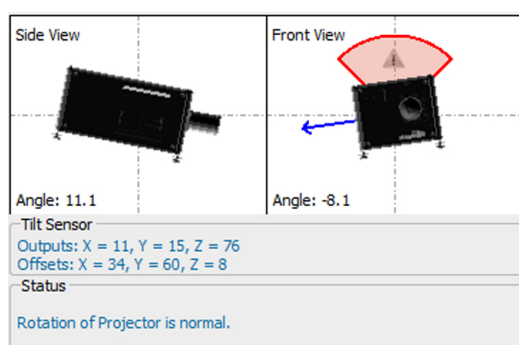 Side View
Front View
Angle: 11.1
Angle: -8.1
Tilt Sensor
Outputs: X = 11, Y = 15, Z = 76
Offsets: X = 34, Y = 60, Z = 8
Status
Rotation of Projector is normal.